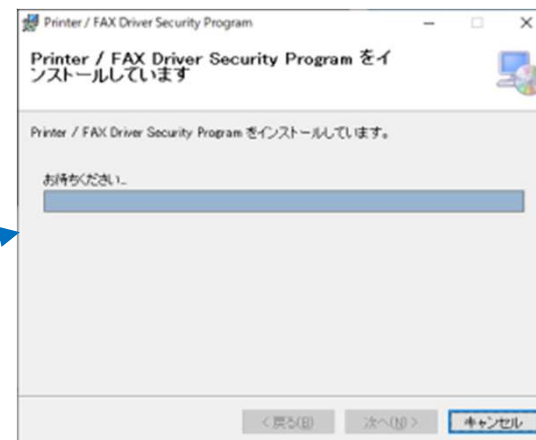 Printer / FAX Driver Security Program
Printer / FAX Driver Security Program をイ
ンストールしています
Printer / FAX Driver Security Program をインストールしています。
お待ちください...
< 戻る(B)
次へ(N) >
キャンセル